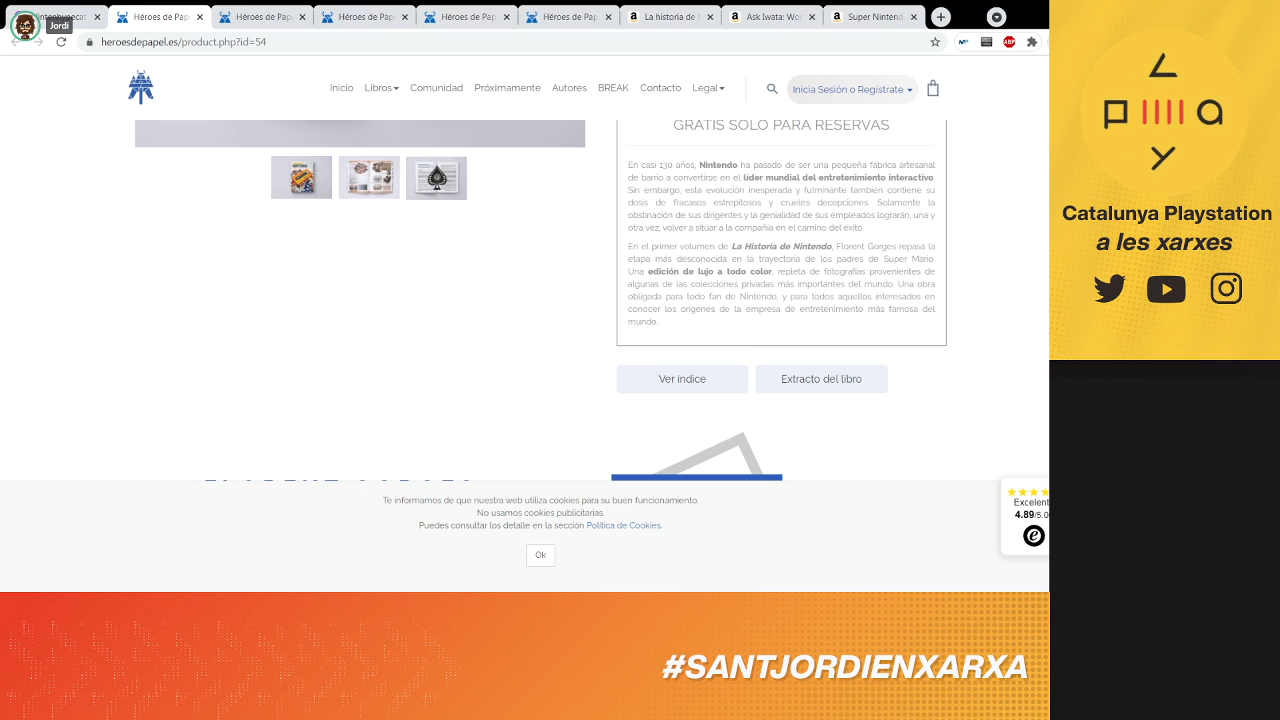 Jordi
Héroes de Pap
Héroes de Pap
Héroes de Pap
Héroes de Pap
Héroes de Pap
La historia de
Ask Iwata: Wor
Super Nintend
heroesdepapel.es/product.php?id=54
ABP
Inicio Libros Comunidad Próximamente Autores BREAK Contacto Legal
Inicia Sesión o Regístrate
GRATIS SOLO PARA RESERVAS
En casi 130 años, Nintendo ha pasado de ser una pequeña fábrica artesanal
de barrio a convertirse en el líder mundial del entretenimiento interactivo.
Sin embargo, esta evolución inesperada y fulminante también contiene su
dosis de fracasos estrepitosos y crueles decepciones. Solamente la
obstinación de sus dirigentes y la genialidad de sus empleados lograrán, una y
otra vez, volver a situar a la compañía en el camino del éxito.
En el primer volumen de La Historia de Nintendo, Florent Gorges repasa la
etapa más desconocida en la trayectoria de los padres de Super Mario.
Una edición de lujo a todo color, repleta de fotografías provenientes de
algunas de las colecciones privadas más importantes del mundo. Una obra
obligada para todo fan de Nintendo, y para todos aquellos interesados en
conocer los orígenes de la empresa de entretenimiento más famosa del
mundo.
Ver índice
Extracto del libro
Te informamos de que nuestra web utiliza cookies para su buen funcionamiento.
No usamos cookies publicitarias.
Puedes consultar los detalle en la sección Política de Cookies.
Ok
Excelent
4.89/5.0
Catalunya Playstation
a les xarxes
#SANTJORDIENXARXA